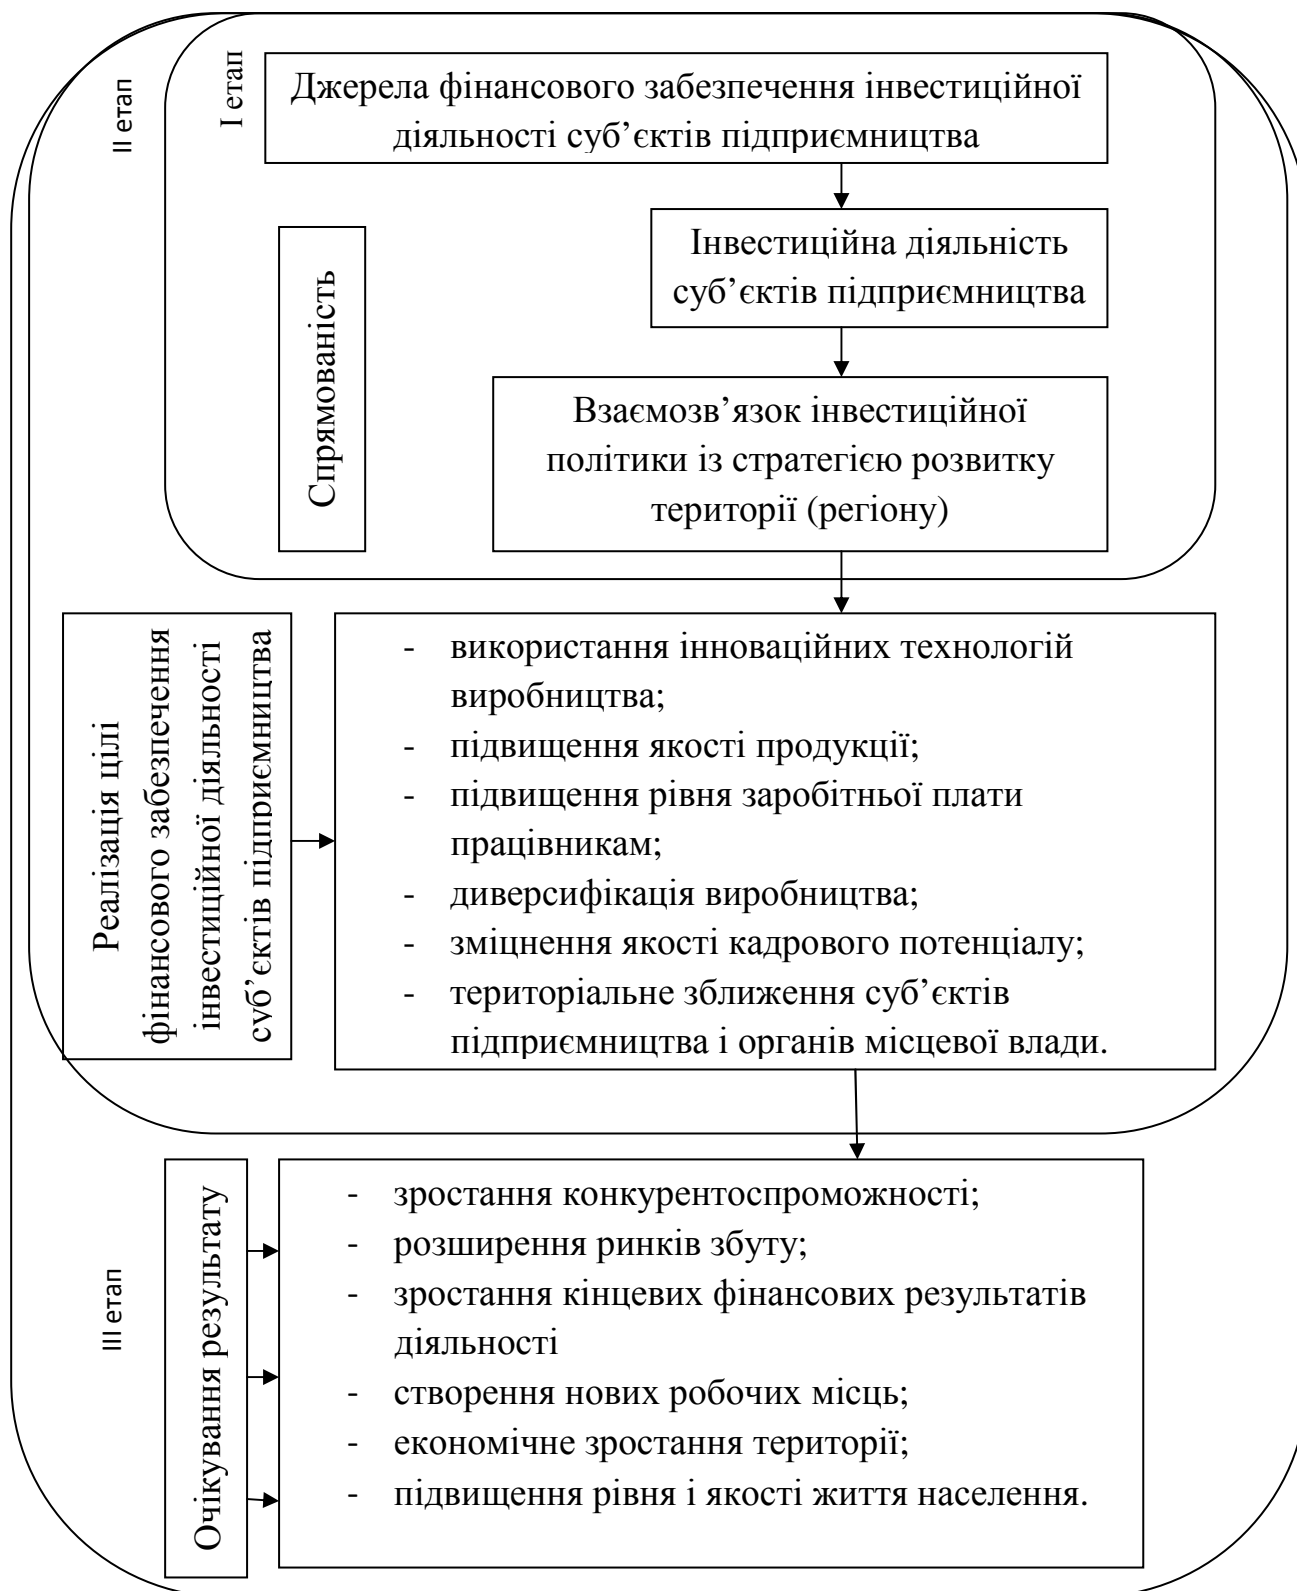 І етап
ІІ етап
Джерела фінансового забезпечення інвестиційної
діяльності суб’єктів підприємництва
Інвестиційна діяльність
суб’єктів підприємництва
Спрямованість
Взаємозв’язок інвестиційної
політики із стратегією розвитку
території (регіону)
Реалізація цілі
фінансового забезпечення
інвестиційної діяльності
суб’єктів підприємництва
- використання інноваційних технологій
виробництва;
- підвищення якості продукції;
- підвищення рівня заробітньої плати
працівникам;
- диверсифікація виробництва;
- зміцнення якості кадрового потенціалу;
- територіальне зближення суб’єктів
підприємництва і органів місцевої влади.
ІІІ етап
Очікування результату
- зростання конкурентоспроможності;
- розширення ринків збуту;
- зростання кінцевих фінансових результатів
діяльності
- створення нових робочих місць;
- економічне зростання території;
- підвищення рівня і якості життя населення.